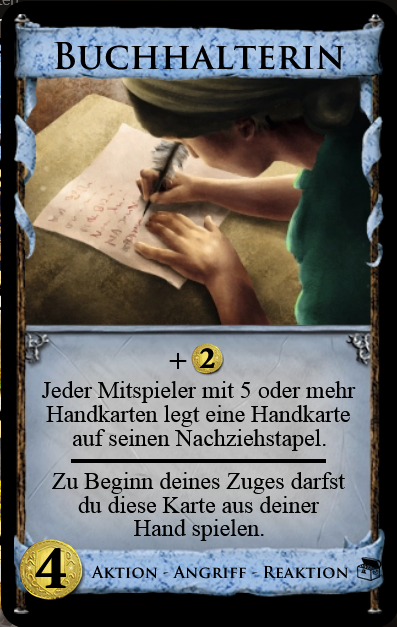 Buchhalterin
+ 2
Jeder Mitspieler mit 5 oder mehr
Handkarten legt eine Handkarte
auf seinen Nachziehstapel.
Zu Beginn deines Zuges darfst
du diese Karte aus deiner
Hand spielen.
4 Aktion - Angriff - Reaktion